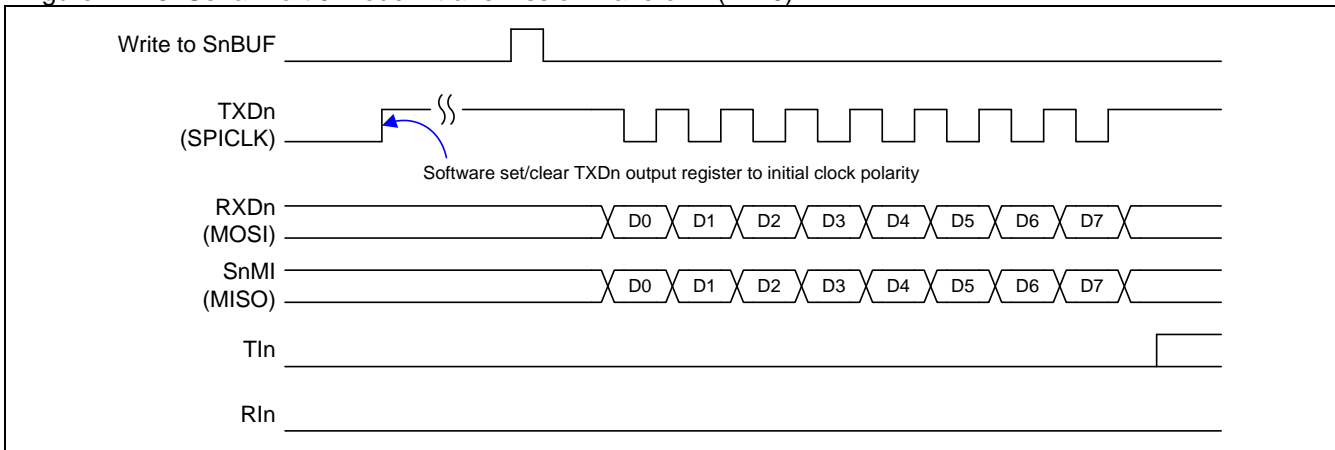 Write to SnBUF
TXDn
(SPICLK)
Software set/clear TXDn output register to initial clock polarity
RXDn
(MOSI)
D0 D1 D2 D3 D4 D5 D6 D7
SnMI
(MISO)
D0 D1 D2 D3 D4 D5 D6 D7
TIn
RIn